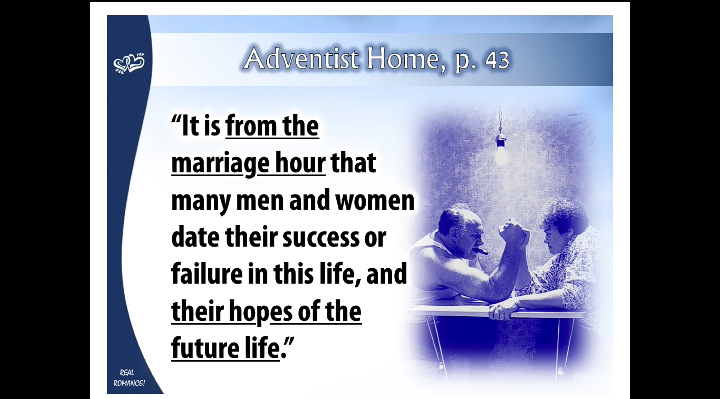 Adventist Home, p. 43
“It is from the
marriage hour that
many men and women
date their success or
failure in this life, and
their hopes of the
future life.”
REAL
ROMANCE!